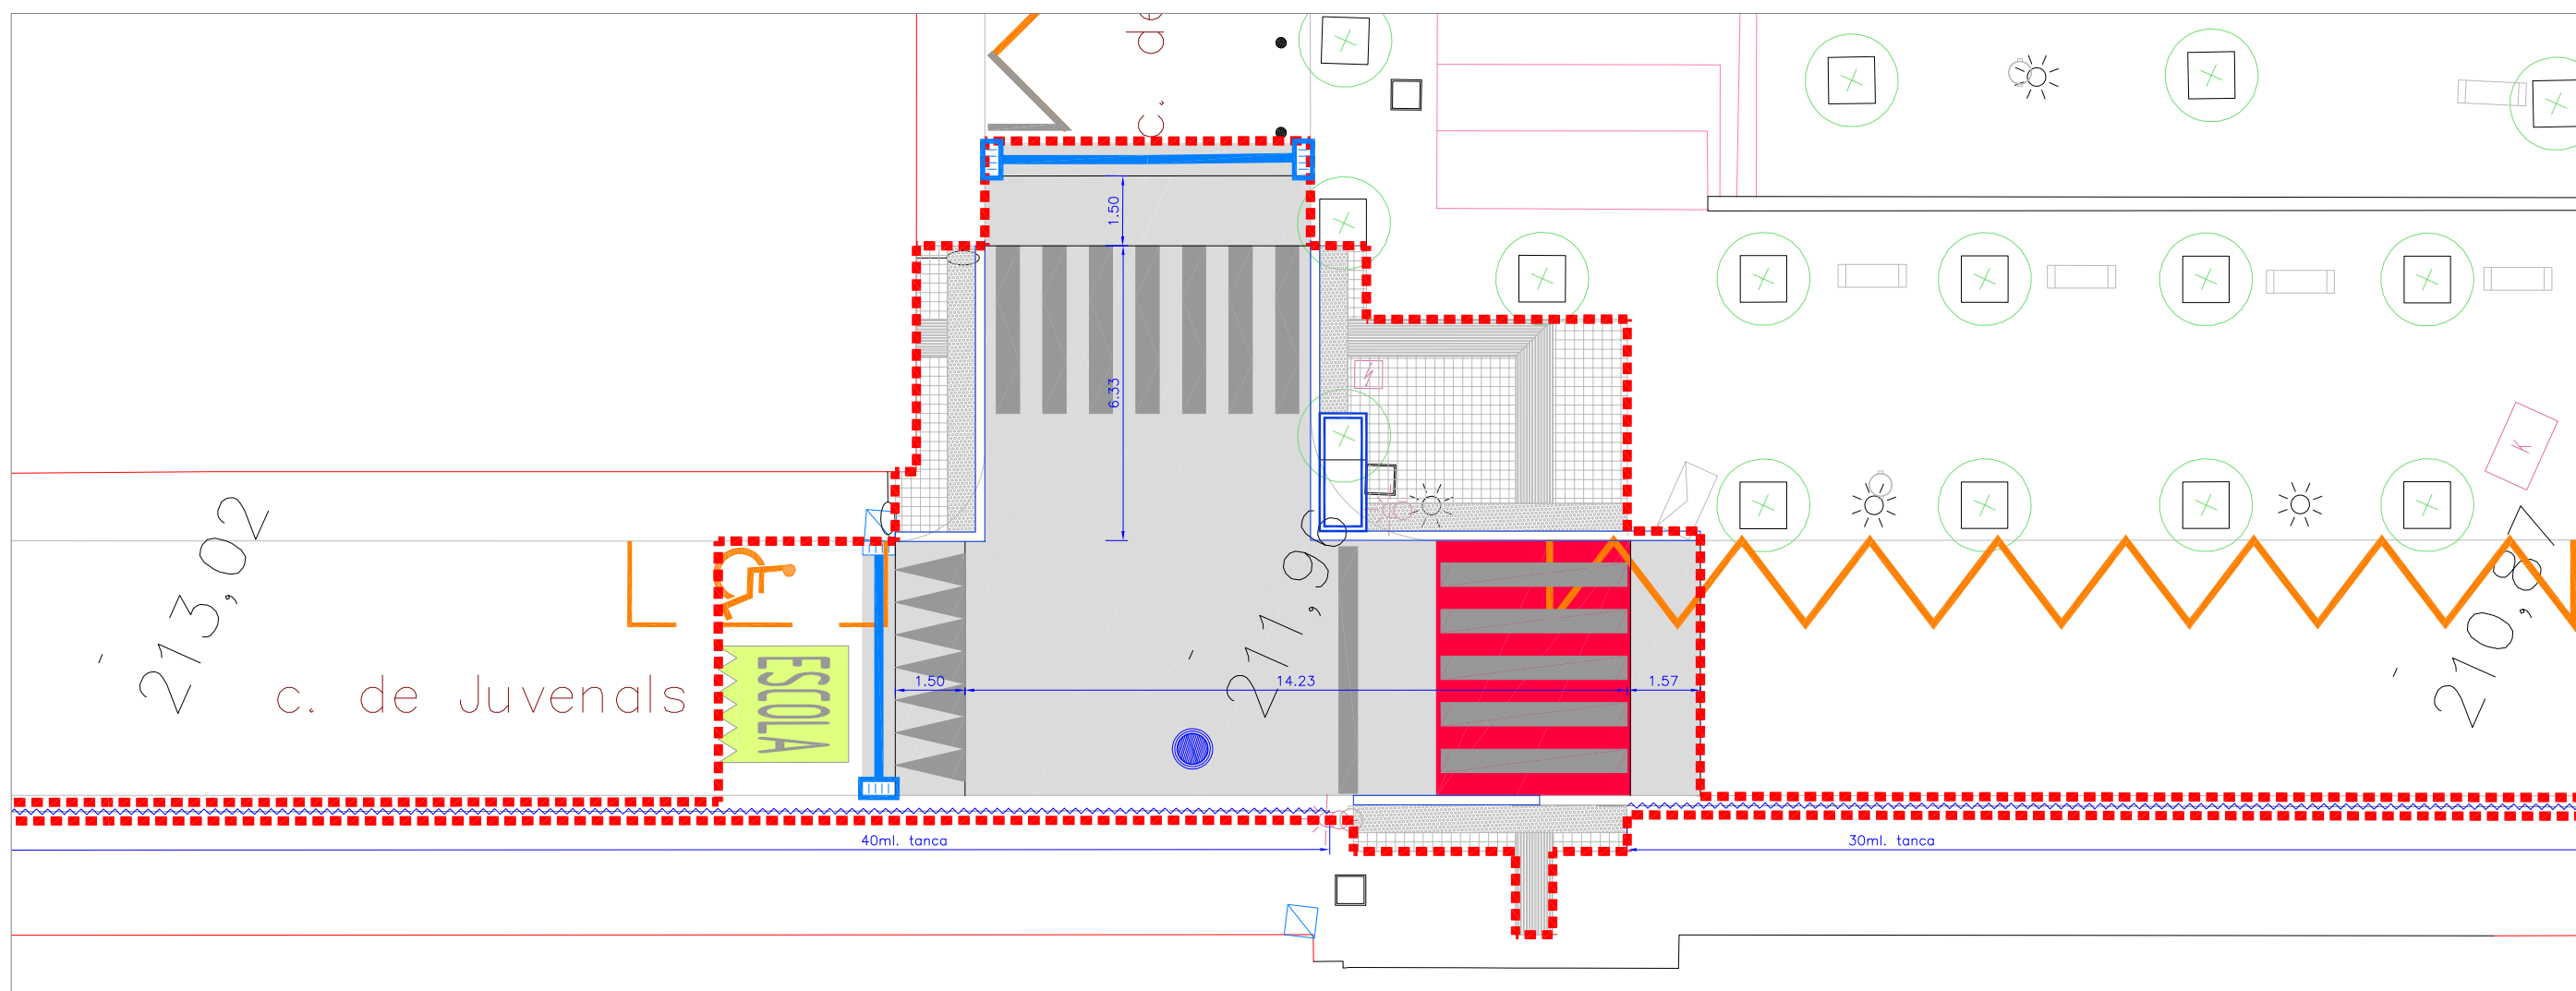 c. de
1.50
6.33
K
213,02
211,96
210,87
c. de Juvenals
ESCOLA
1.50
14.23
1.57
40ml. tanca
30ml. tanca